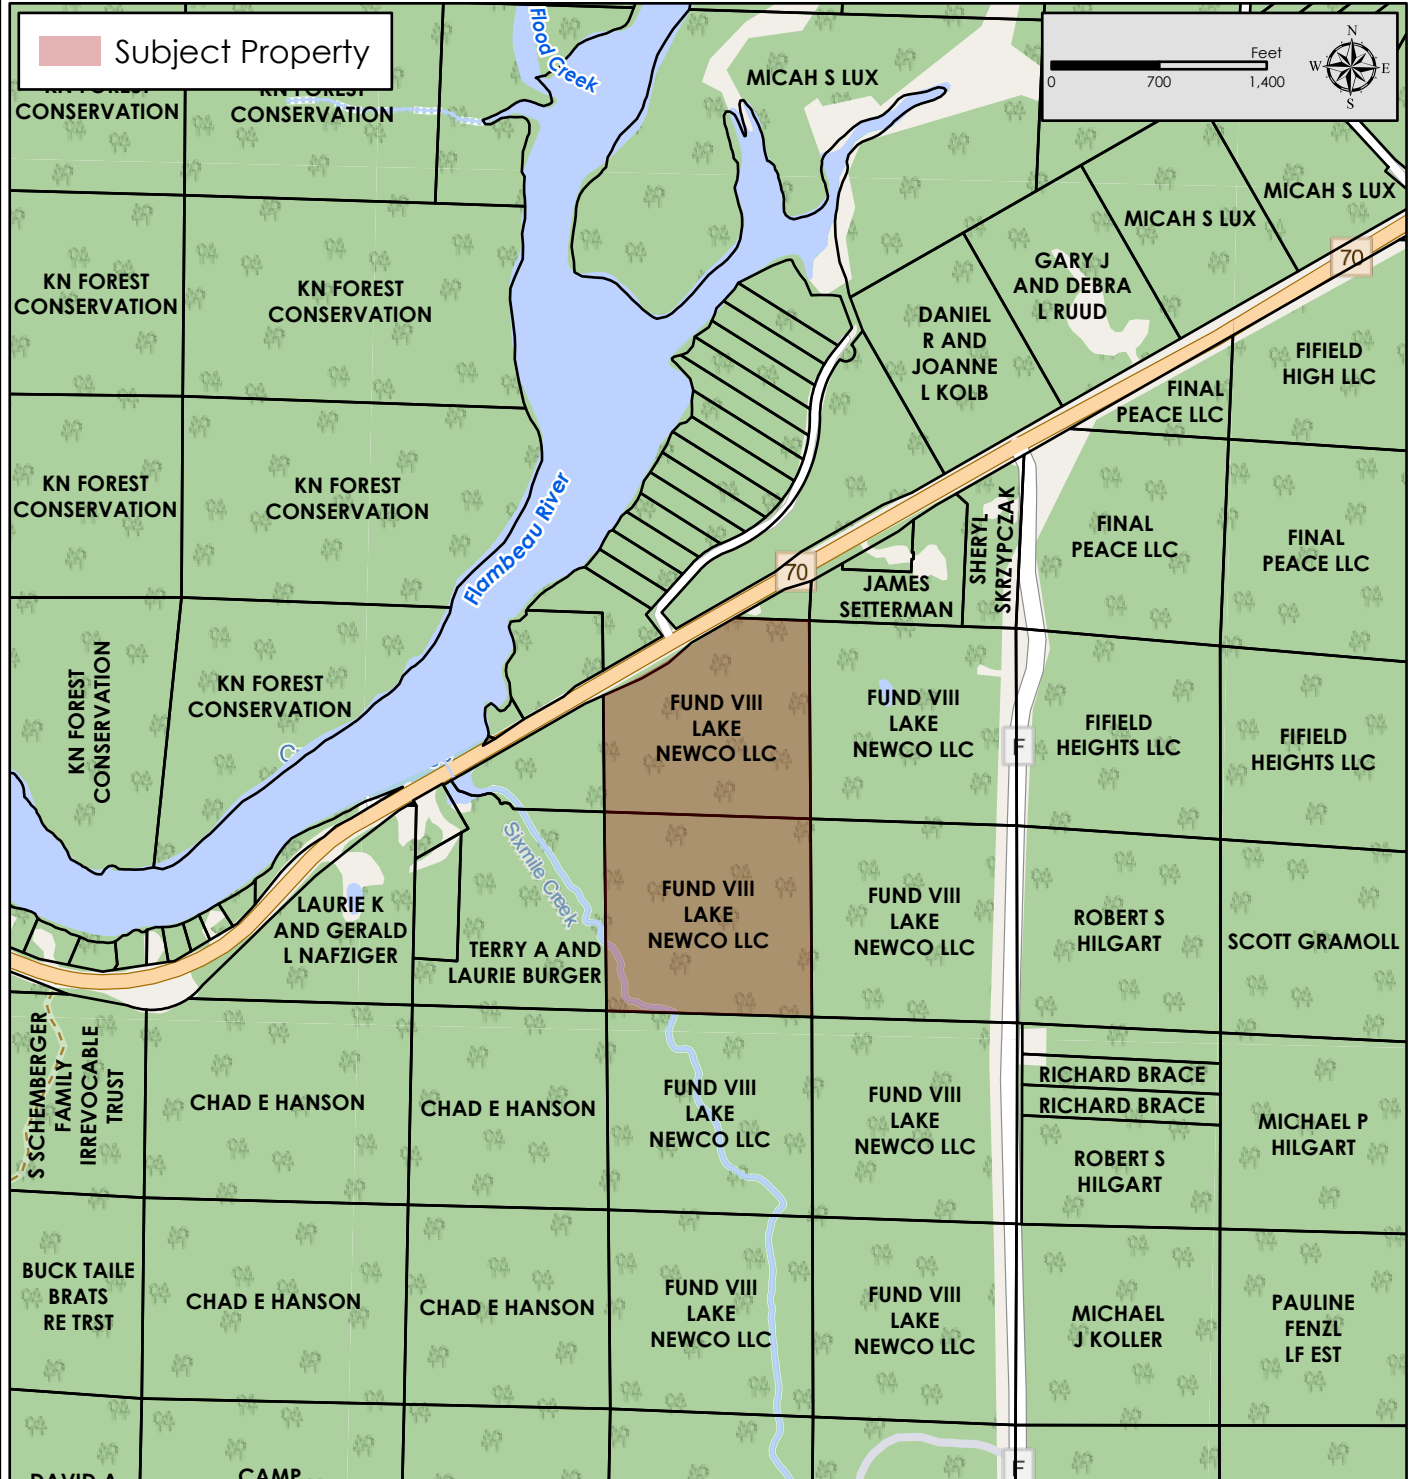 Subject Property
Feet
0
700
1,400
N
W
E
S
Flood Creek
MICAH S LUX
KN FOREST
CONSERVATION
KN FOREST
CONSERVATION
MICAH S LUX
MICAH S LUX
70
KN FOREST
CONSERVATION
KN FOREST
CONSERVATION
GARY J
AND DEBRA
L RUUD
DANIEL
R AND
JOANNE
L KOLB
FIFIELD
HIGH LLC
FINAL
PEACE LLC
KN FOREST
CONSERVATION
KN FOREST
CONSERVATION
Flambeau River
70
JAMES
SETTERMAN
SHERYL
SKRZYPCZAK
FINAL
PEACE LLC
FINAL
PEACE LLC
KN FOREST
CONSERVATION
KN FOREST
CONSERVATION
FUND VIII
LAKE
NEWCO LLC
FUND VIII
LAKE
NEWCO LLC
F
FIFIELD
HEIGHTS LLC
FIFIELD
HEIGHTS LLC
Sixmile Creek
LAURIE K
AND GERALD
L NAFZIGER
TERRY A AND
LAURIE BURGER
FUND VIII
LAKE
NEWCO LLC
FUND VIII
LAKE
NEWCO LLC
ROBERT S
HILGART
SCOTT GRAMOLL
S SCHEMBERGER
FAMILY
IRREVOCABLE
TRUST
CHAD E HANSON
CHAD E HANSON
FUND VIII
LAKE
NEWCO LLC
FUND VIII
LAKE
NEWCO LLC
RICHARD BRACE
RICHARD BRACE
ROBERT S
HILGART
MICHAEL P
HILGART
BUCK TAILE
BRATS
RE TRST
CHAD E HANSON
CHAD E HANSON
FUND VIII
LAKE
NEWCO LLC
FUND VIII
LAKE
NEWCO LLC
MICHAEL
J KOLLER
PAULINE
FENZL
LF EST
DAVID A
CAMP
F